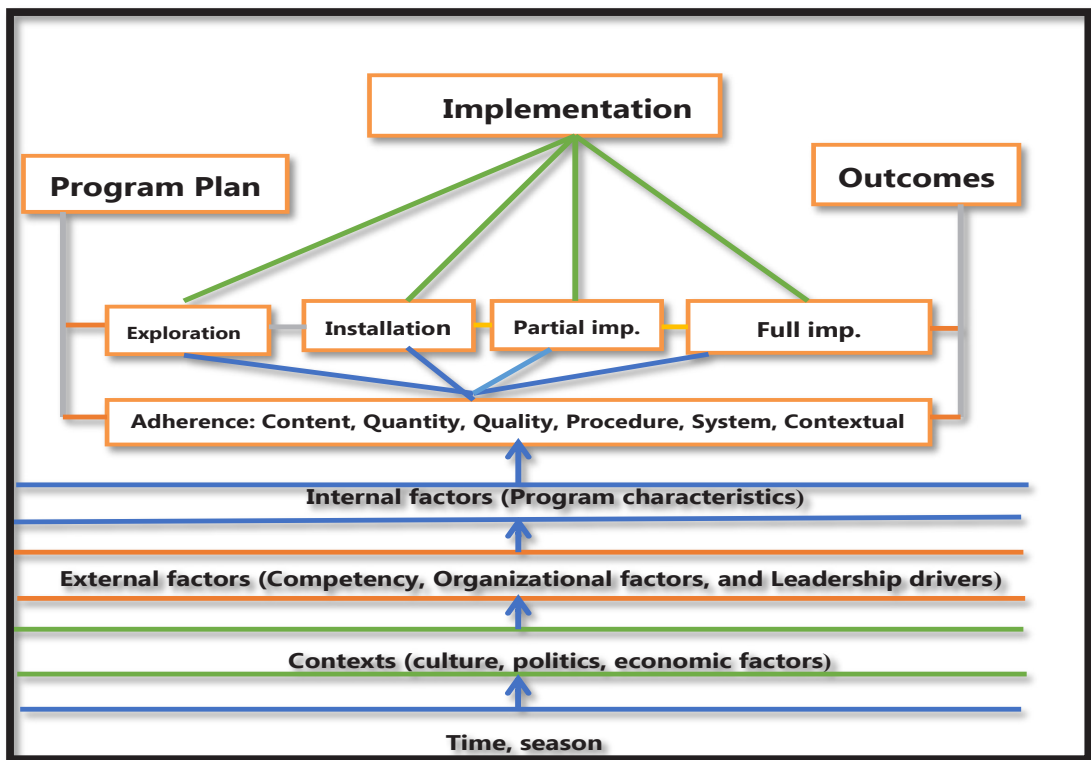 Implementation
Program Plan
Outcomes
Exploration
Installation
Partial imp.
Full imp.
Adherence: Content, Quantity, Quality, Procedure, System, Contextual
Internal factors (Program characteristics)
External factors (Competency, Organizational factors, and Leadership drivers)
Contexts (culture, politics, economic factors)
Time, season